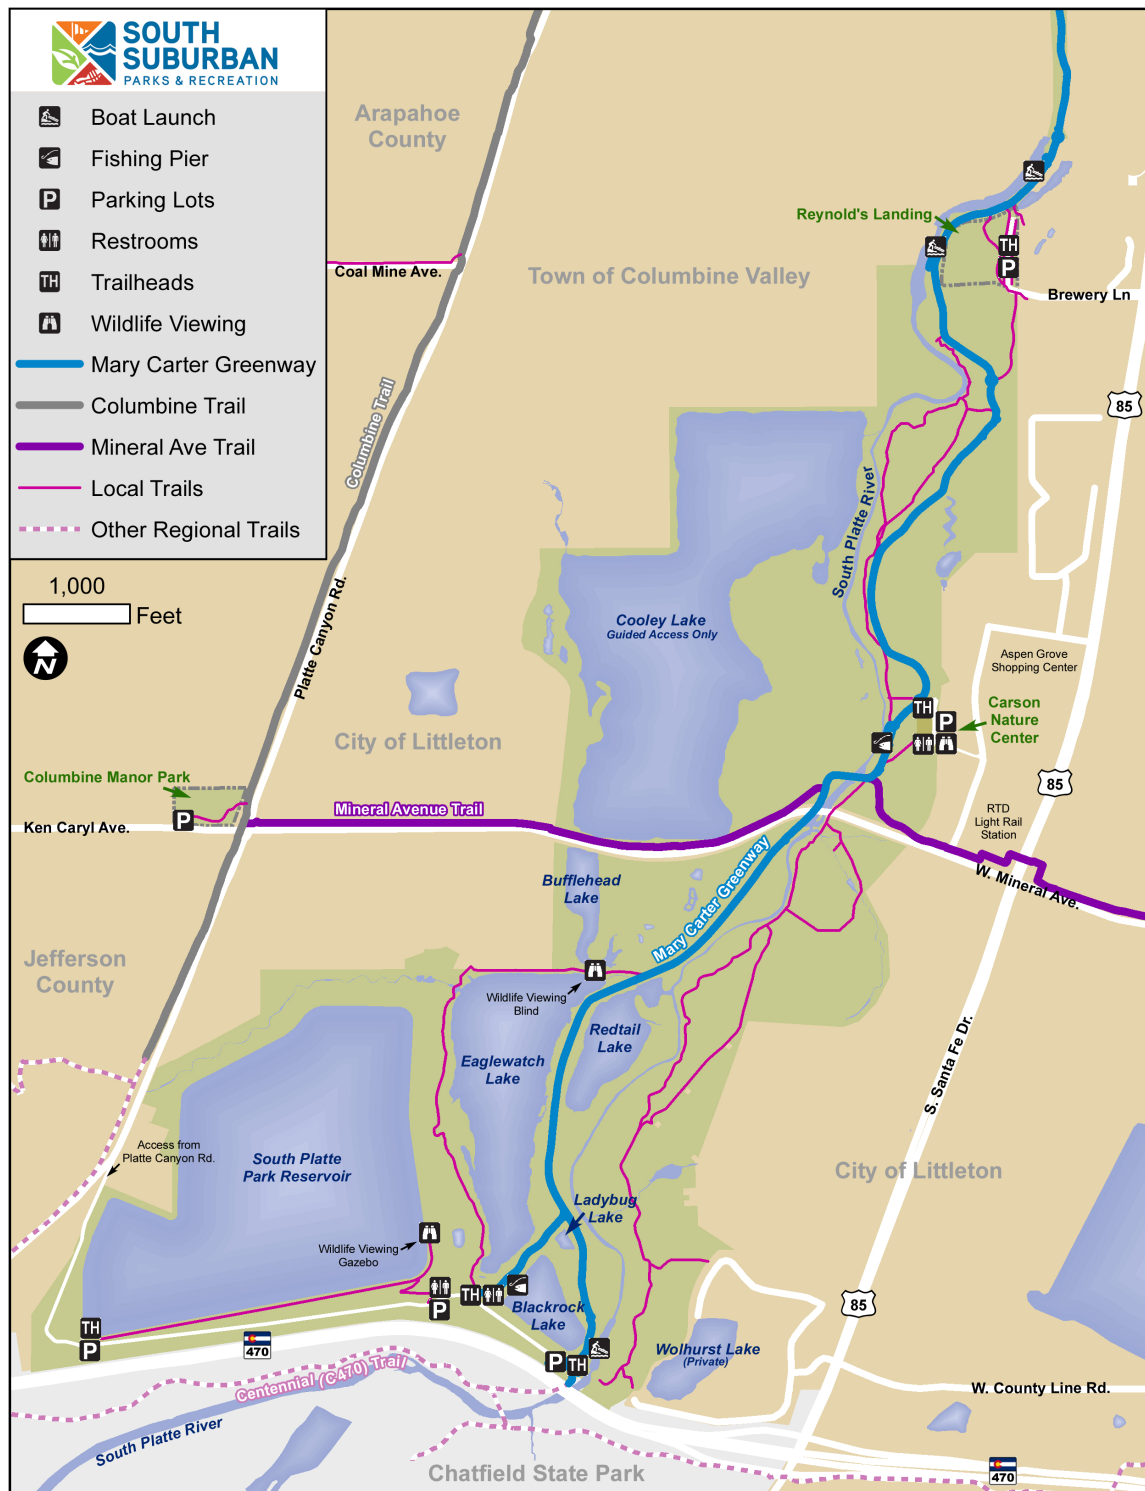 SOUTH
SUBURBAN
PARKS & RECREATION
Boat Launch
Fishing Pier
P
Parking Lots
Restrooms
TH
Trailheads
Wildlife Viewing
Mary Carter Greenway
Columbine Trail
Mineral Ave Trail
Local Trails
Other Regional Trails
1,000
Feet
N
Arapahoe
County
Coal Mine Ave.
Town of Columbine Valley
Reynold's Landing
TH
P
Brewery Ln
85
Columbine Trail
Platte Canyon Rd.
South Platte River
Cooley Lake
Guided Access Only
Aspen Grove
Shopping Center
City of Littleton
TH
P
Carson
Nature
Center
85
Columbine Manor Park
P
Ken Caryl Ave.
Mineral Avenue Trail
RTD
Light Rail
Station
W. Mineral Ave.
Bufflehead
Lake
Mary Carter Greenway
Jefferson
County
Wildlife Viewing
Blind
Redtail
Lake
Eaglewatch
Lake
S. Santa Fe Dr.
Access from
Platte Canyon Rd.
South Platte
Park Reservoir
City of Littleton
Ladybug
Lake
Wildlife Viewing
Gazebo
TH
P
Blackrock
Lake
85
TH
P
470
P
TH
Wolhurst Lake
(Private)
Centennial (C470) Trail
W. County Line Rd.
South Platte River
Chatfield State Park
470